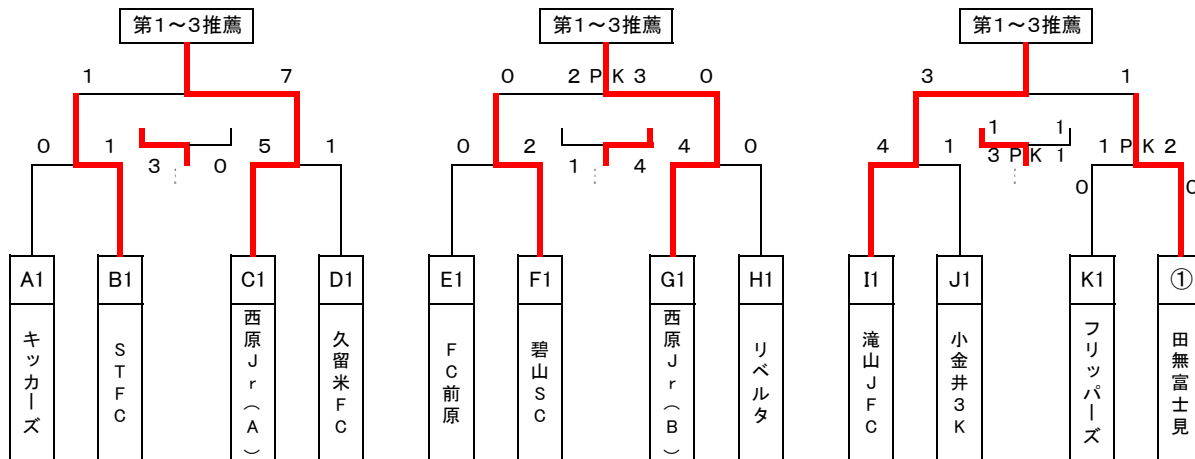 第1～3推薦 第1～3推薦 第1～3推薦
1 7 0 2 P K 3 0 3 1
0 1 5 1 0 2 4 0 4 1 1 1 1 P K 2
3 0 1 4 3 P K 1
0 0
A1 B1 C1 D1 E1 F1 G1 H1 I1 J1 K1 ①
キッカーズ
STFC
西原Jr(A)
久留米FC
FC前原
碧山SC
西原Jr(B)
リベルタ
滝山JFC
小金井3K
フリッパーズ
田無富士見